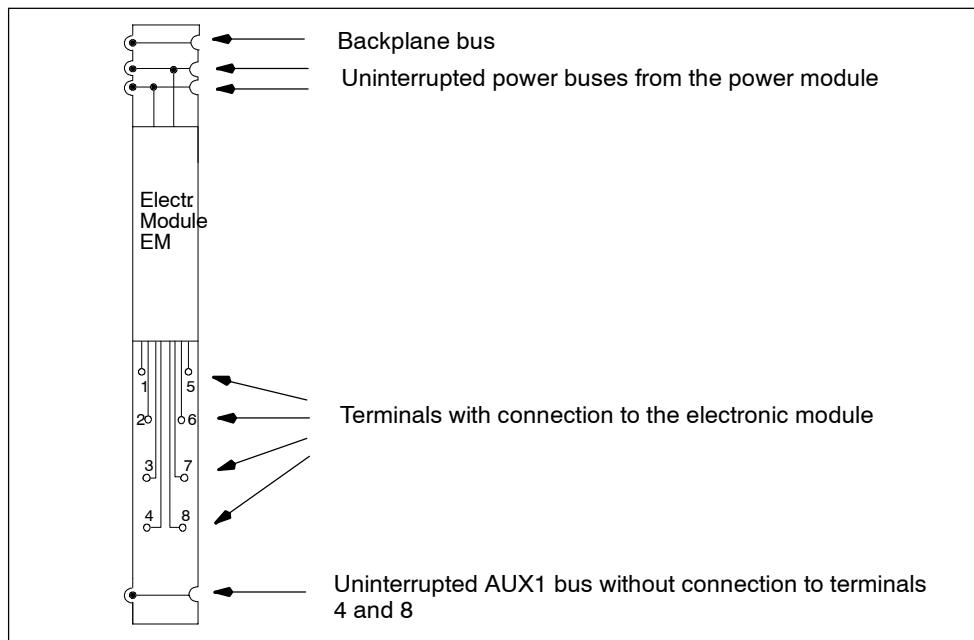 Backplane bus
Uninterrupted power buses from the power module
Electr.
Module
EM
1
5
2
6
Terminals with connection to the electronic module
3
7
4
8
Uninterrupted AUX1 bus without connection to terminals
4 and 8